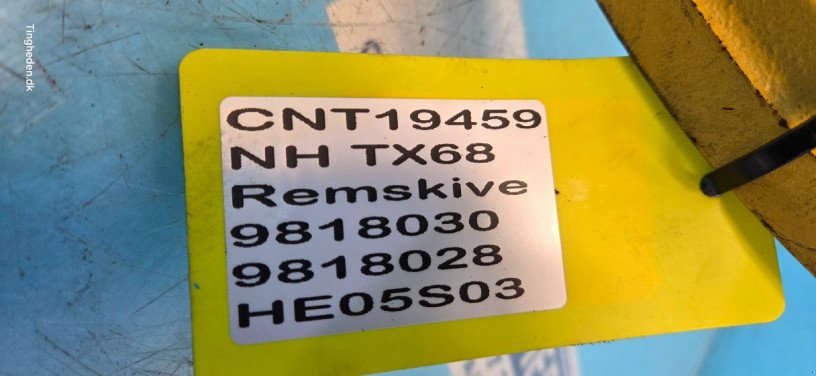 Tingheden.dk
CNT19459
NH TX68
Remskive
9818030
9818028
HE05S03